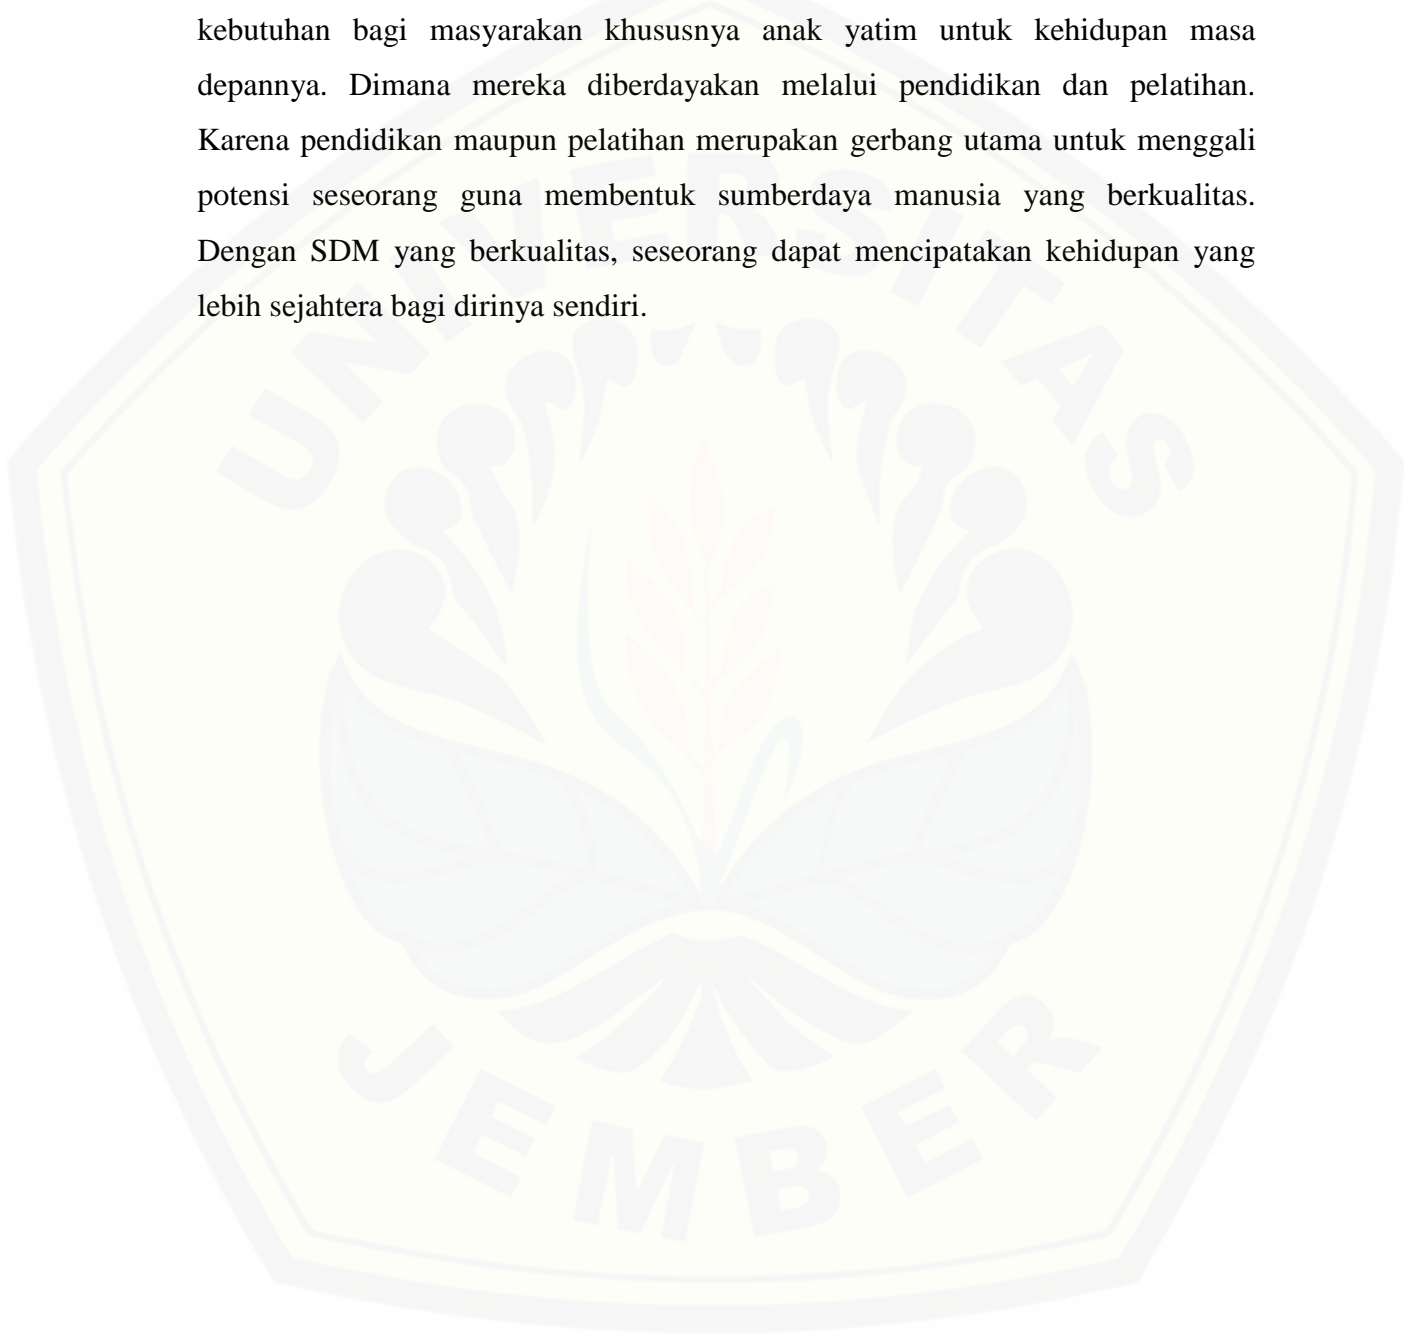 kebutuhan bagi masyarakan khususnya anak yatim untuk kehidupan masa
depannya. Dimana mereka diberdayakan melalui pendidikan dan pelatihan.
Karena pendidikan maupun pelatihan merupakan gerbang utama untuk menggali
potensi seseorang guna membentuk sumberdaya manusia yang berkualitas.
Dengan SDM yang berkualitas, seseorang dapat mencipatakan kehidupan yang
lebih sejahtera bagi dirinya sendiri.
UNIVERSITAS
JEMBER